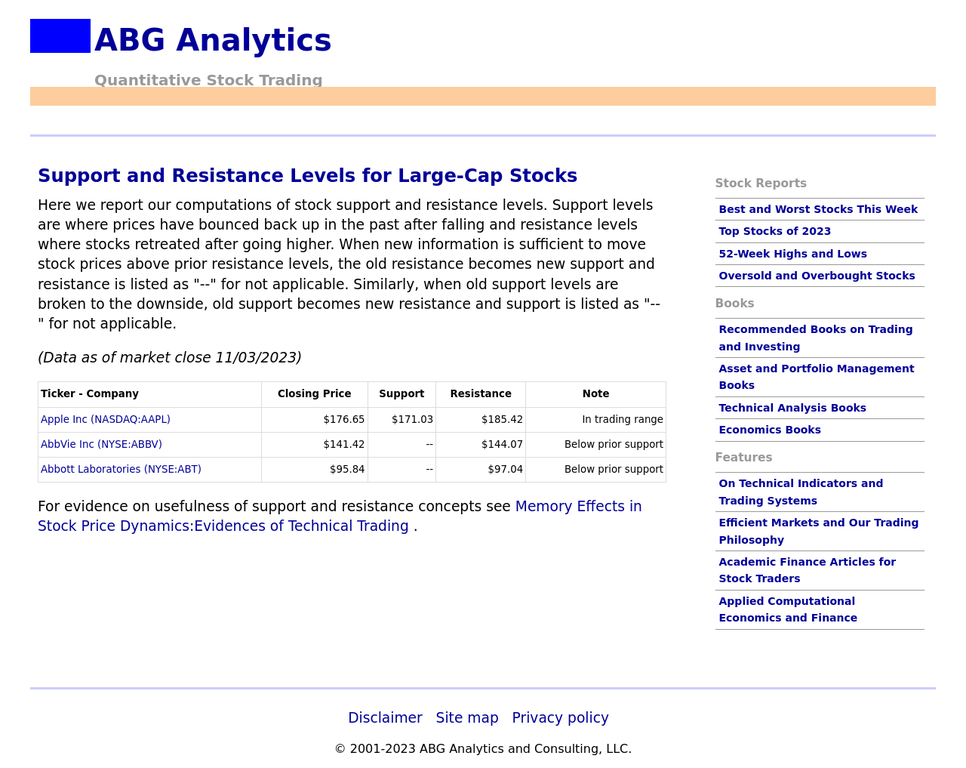 ABG Analytics
Quantitative Stock Trading
Support and Resistance Levels for Large-Cap Stocks
Here we report our computations of stock support and resistance levels. Support levels
are where prices have bounced back up in the past after falling and resistance levels
where stocks retreated after going higher. When new information is sufficient to move
stock prices above prior resistance levels, the old resistance becomes new support and
resistance is listed as "--" for not applicable. Similarly, when old support levels are
broken to the downside, old support becomes new resistance and support is listed as "--
" for not applicable.
(Data as of market close 11/03/2023)
Ticker - Company Closing Price Support Resistance Note
Apple Inc (NASDAQ:AAPL) $176.65 $171.03 $185.42 In trading range
AbbVie Inc (NYSE:ABBV) $141.42 -- $144.07 Below prior support
Abbott Laboratories (NYSE:ABT) $95.84 -- $97.04 Below prior support
For evidence on usefulness of support and resistance concepts see Memory Effects in
Stock Price Dynamics:Evidences of Technical Trading .
Stock Reports
Best and Worst Stocks This Week
Top Stocks of 2023
52-Week Highs and Lows
Oversold and Overbought Stocks
Books
Recommended Books on Trading
and Investing
Asset and Portfolio Management
Books
Technical Analysis Books
Economics Books
Features
On Technical Indicators and
Trading Systems
Efficient Markets and Our Trading
Philosophy
Academic Finance Articles for
Stock Traders
Applied Computational
Economics and Finance
Disclaimer Site map Privacy policy
© 2001-2023 ABG Analytics and Consulting, LLC.